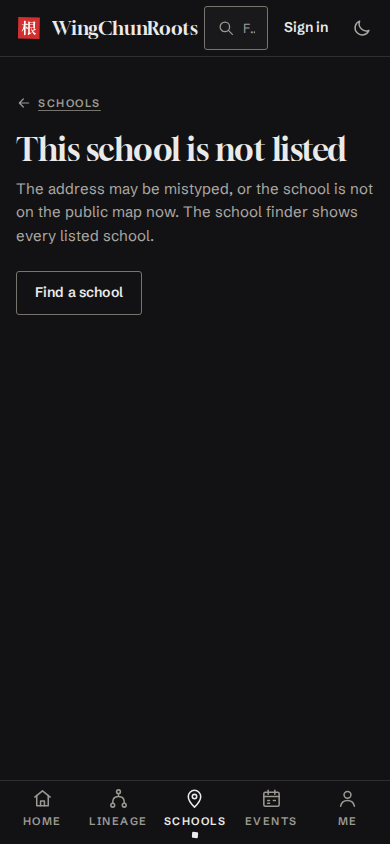 根 WingChunRoots F.. Sign in
← SCHOOLS
This school is not listed
The address may be mistyped, or the school is not
on the public map now. The school finder shows
every listed school.
Find a school
HOME LINEAGE SCHOOLS EVENTS ME